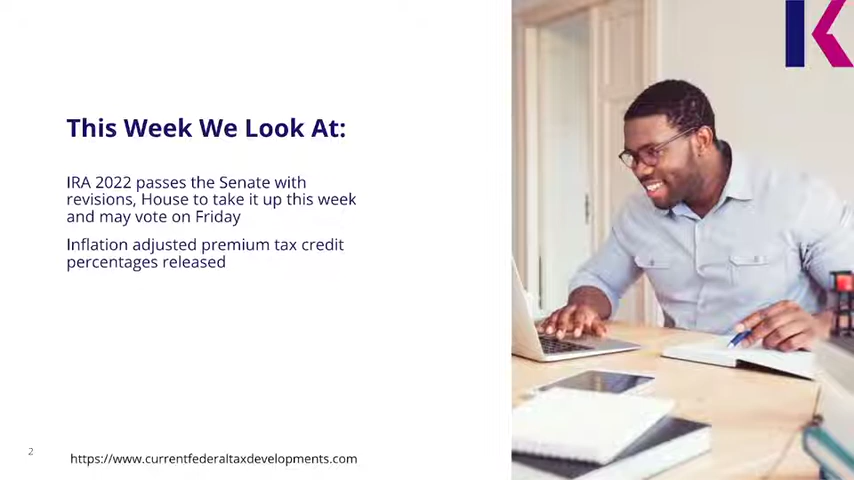 This Week We Look At:
IRA 2022 passes the Senate with
revisions, House to take it up this week
and may vote on Friday
Inflation adjusted premium tax credit
percentages released
2
https://www.currentfederaltaxdevelopments.com
K